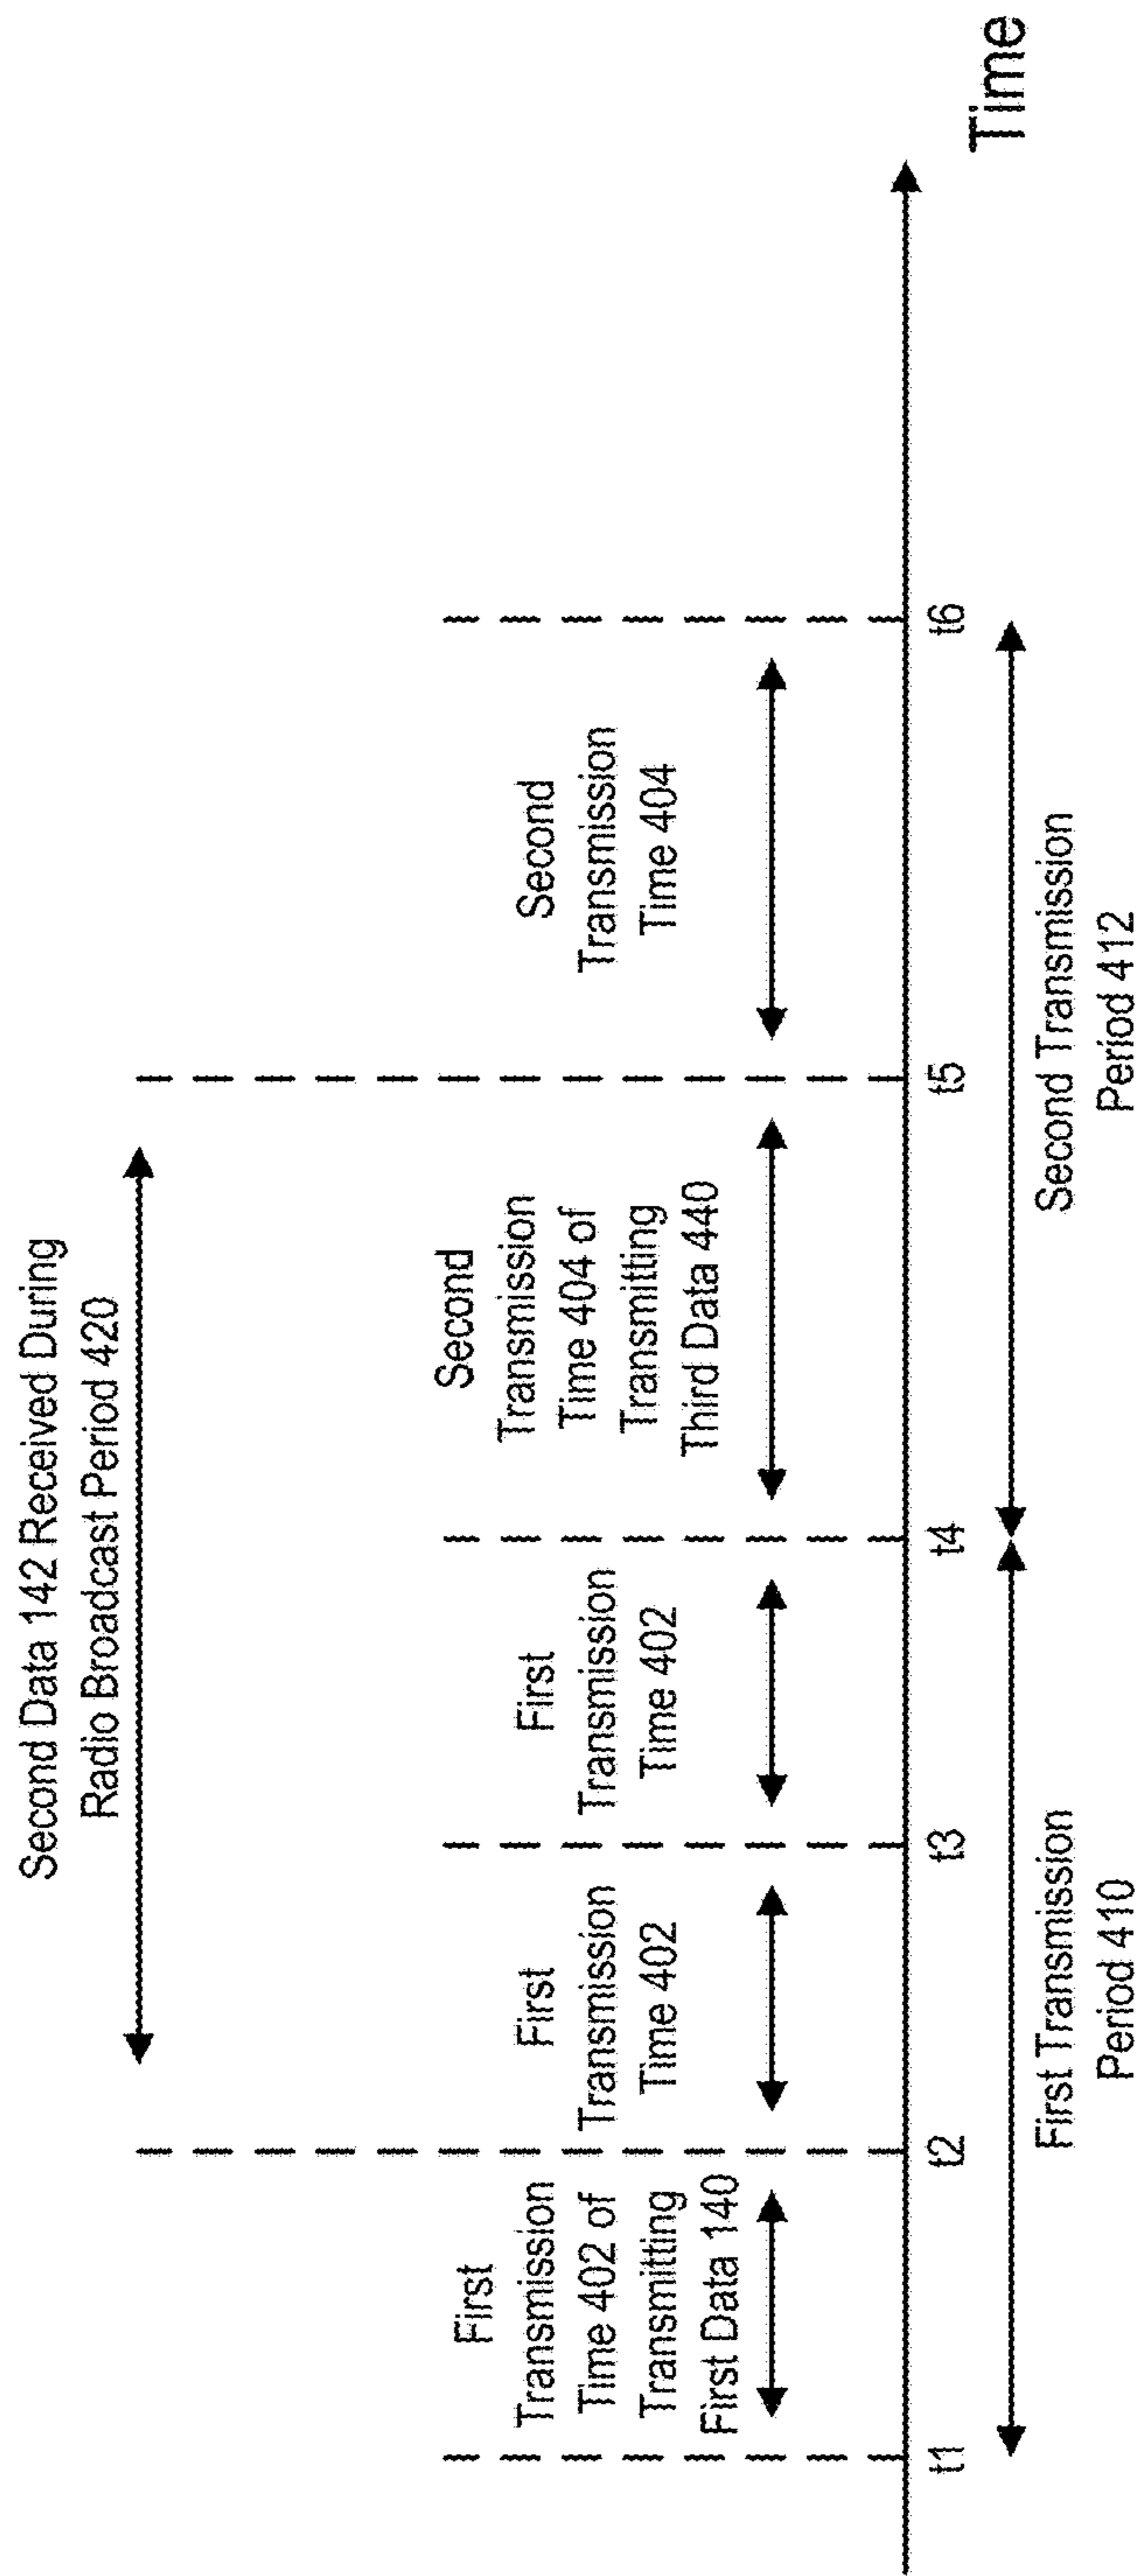 Second Data 142 Received During
Radio Broadcast Period 420
First
Transmission
Time 402 of
Transmitting
First Data 140
First
Transmission
Time 402
First
Transmission
Time 402
Second
Transmission
Time 404 of
Transmitting
Third Data 440
Second
Transmission
Time 404
t1
t2
t3
t4
t5
t6
Time
First Transmission
Period 410
Second Transmission
Period 412